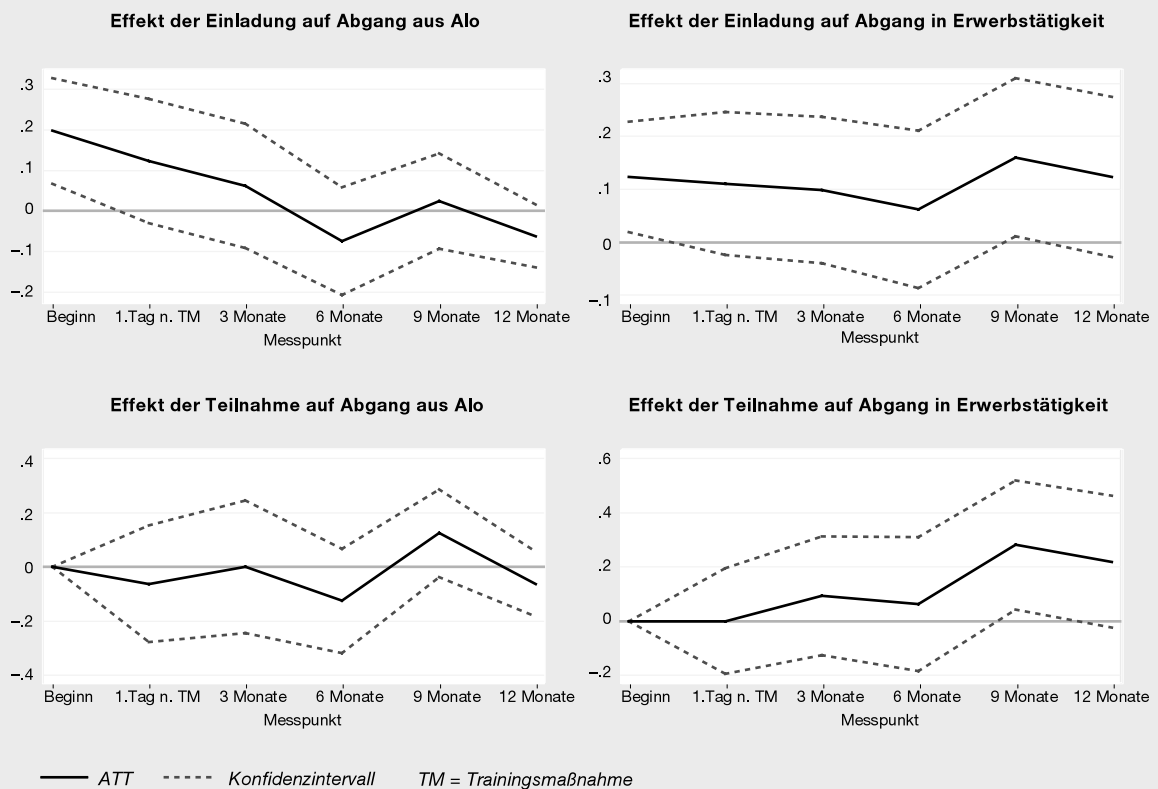 Effekt der Einladung auf Abgang aus Alo
.3
.2
.1
0
–.1
–.2
Beginn 1.Tag n. TM 3 Monate 6 Monate 9 Monate 12 Monate
Messpunkt
Effekt der Einladung auf Abgang in Erwerbstätigkeit
.3
.2
.1
0
–.1
Beginn 1.Tag n. TM 3 Monate 6 Monate 9 Monate 12 Monate
Messpunkt
Effekt der Teilnahme auf Abgang aus Alo
.4
.2
0
–.2
–.4
Beginn 1.Tag n. TM 3 Monate 6 Monate 9 Monate 12 Monate
Messpunkt
Effekt der Teilnahme auf Abgang in Erwerbstätigkeit
.6
.4
.2
0
–.2
Beginn 1.Tag n. TM 3 Monate 6 Monate 9 Monate 12 Monate
Messpunkt
ATT Konfidenzintervall TM = Trainingsmaßnahme